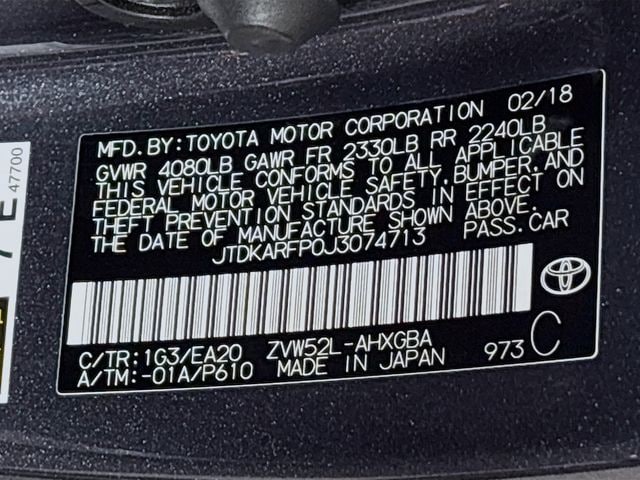 MFD. BY: TOYOTA MOTOR CORPORATION 02/18
GVWR 4080LB GAWR FR 2330LB RR 2240LB
THIS VEHICLE CONFORMS TO ALL APPLICABLE
FEDERAL MOTOR VEHICLE SAFETY, BUMPER, AND
THEFT PREVENTION STANDARDS IN EFFECT ON
THE DATE OF MANUFACTURE SHOWN ABOVE.
JTDKARFP0J3074713 PASS. CAR
C/TR: 1G3/EA20 ZVW52L-AHXGBA
A/TM: -01A/P610 MADE IN JAPAN 973 C
47700